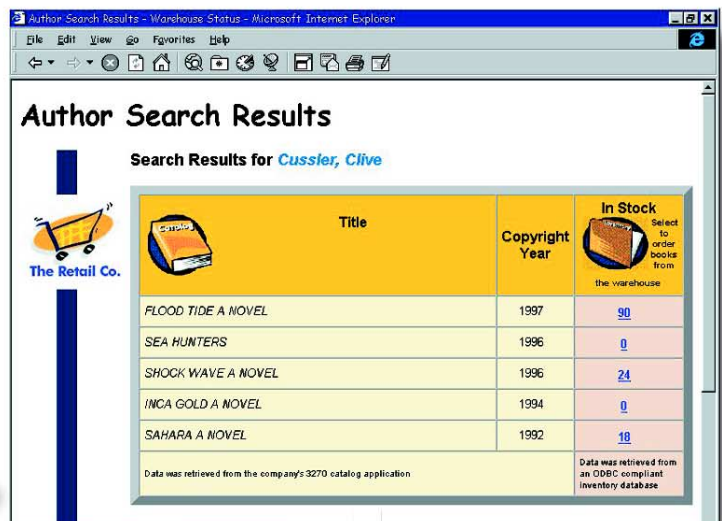 Author Search Results - Warehouse Status - Microsoft Internet Explorer
File Edit View Go Favorites Help
Author Search Results
Search Results for Cussler, Clive
The Retail Co.
Catalog
Title
Copyright
Year
In Stock
Select
to
order
books
from
the warehouse
FLOOD TIDE A NOVEL 1997 90
SEA HUNTERS 1996 0
SHOCK WAVE A NOVEL 1996 24
INCA GOLD A NOVEL 1994 0
SAHARA A NOVEL 1992 18
Data was retrieved from the company's 3270 catalog application
Data was retrieved from
an ODBC compliant
inventory database